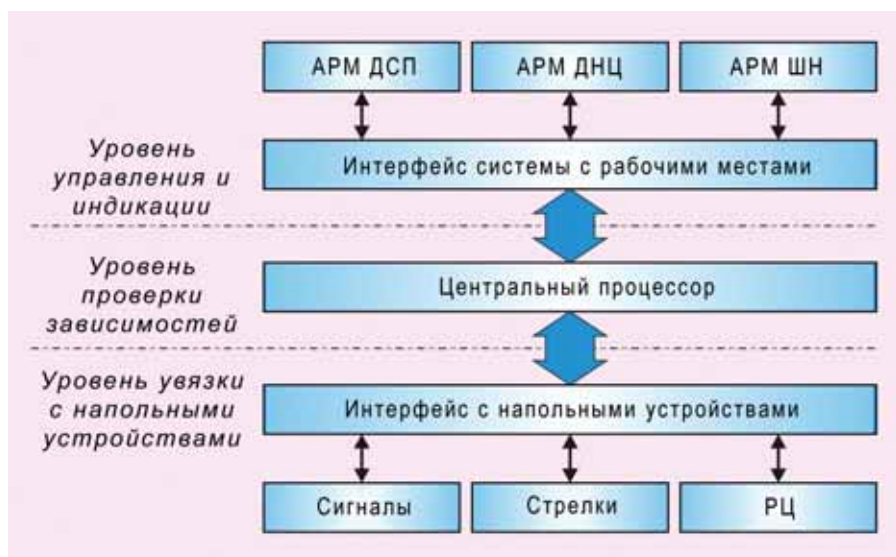 АРМ ДСП
АРМ ДНЦ
АРМ ШН
Уровень
управления и
индикации
Интерфейс системы с рабочими местами
Уровень
проверки
зависимостей
Центральный процессор
Уровень увязки
с напольными
устройствами
Интерфейс с напольными устройствами
Сигналы
Стрелки
РЦ